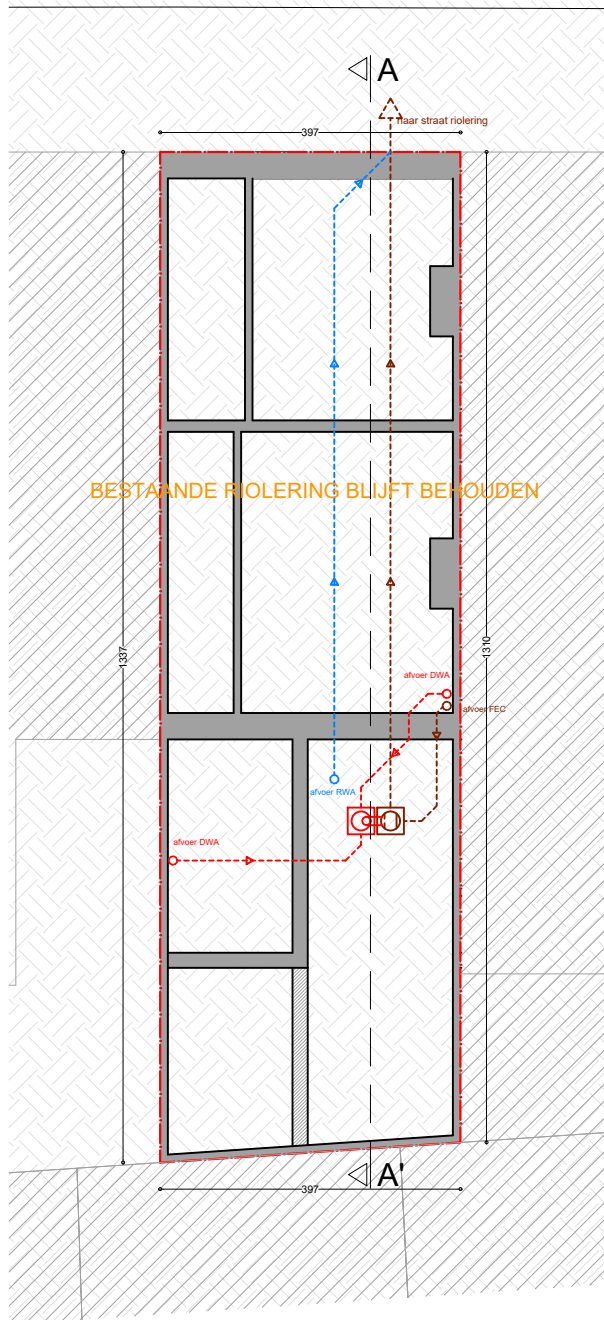 A
naar straat riolering
397
BESTAANDE RIOLERING BLIJFT BEHOUDEN
1337
1310
afvoer DWA
afvoer FEC
afvoer RWA
afvoer DWA
A'
397